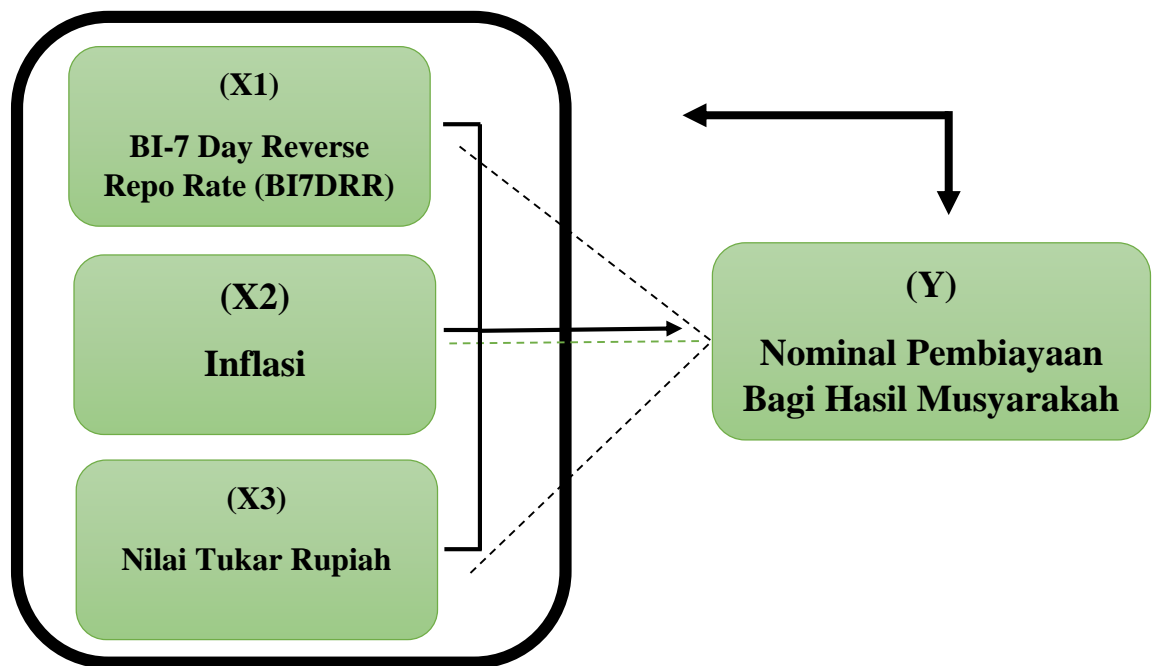 (X1)
BI-7 Day Reverse
Repo Rate (BI7DRR)
(X2)
Inflasi
(X3)
Nilai Tukar Rupiah
(Y)
Nominal Pembiayaan
Bagi Hasil Musyarakah